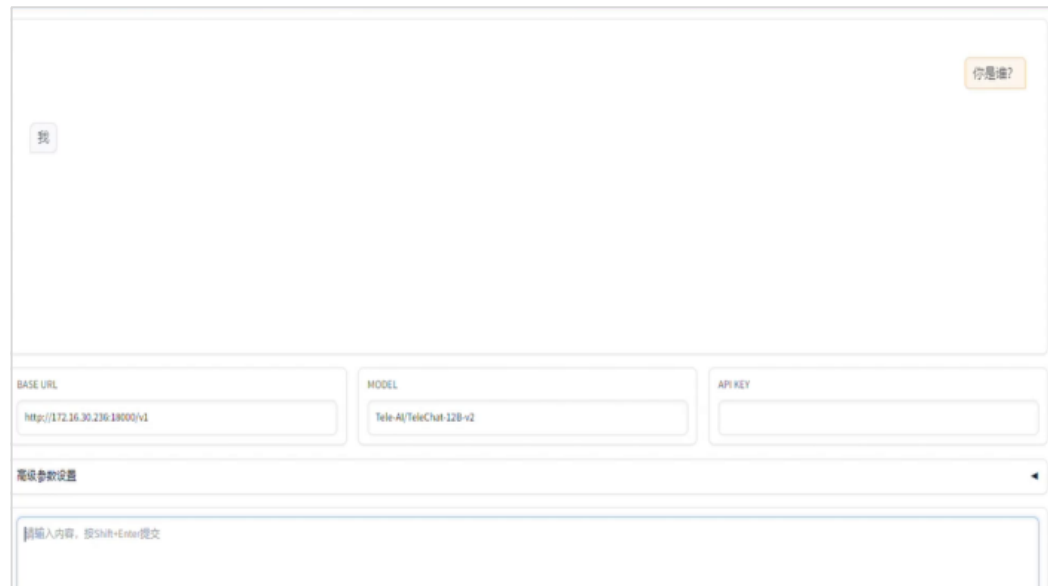 你是谁?
我
BASE URL
MODEL
API KEY
http://172.16.30.236:18000/v1
Tele-AI/TeleChat-12B-v2
高级参数设置
请输入内容，按Shift+Enter提交